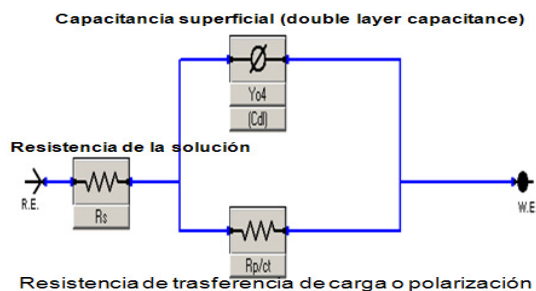 Capacitancia superficial (double layer capacitance)
Yo4
(Cdl)
Resistencia de la solución
R.E.
Rs
W.E
Rp/ct
Resistencia de trasferencia de carga o polarización